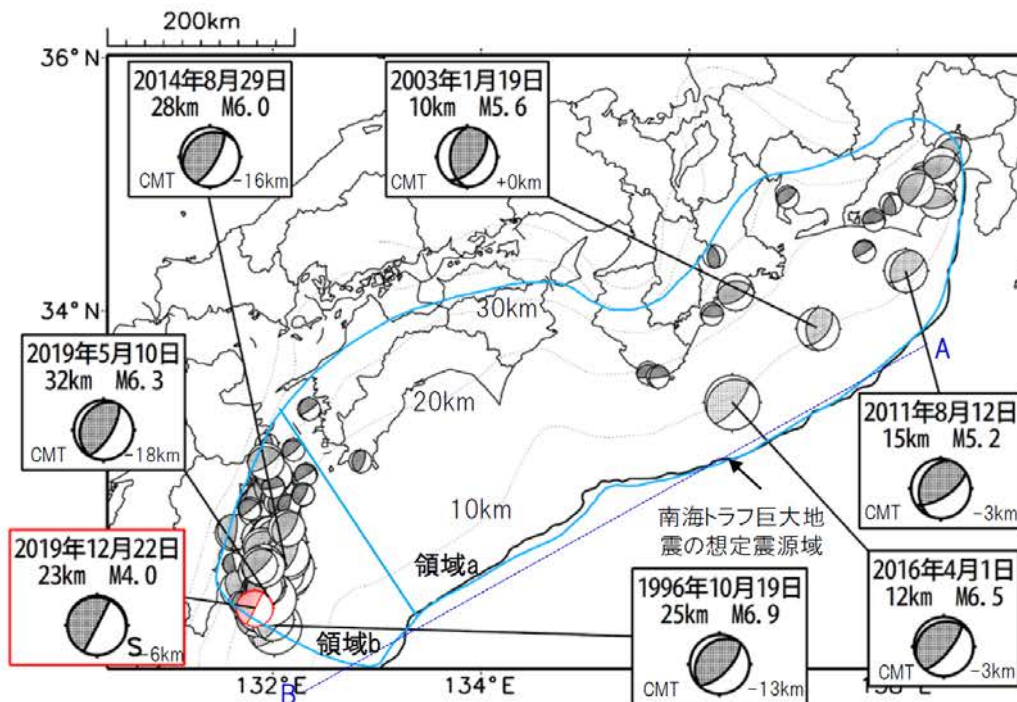 200km
36°N
2014年8月29日
28km M6.0
CMT
-16km
2003年1月19日
10km M5.6
CMT
+0km
34°N
30km
2019年5月10日
32km M6.3
CMT
-18km
20km
A
2011年8月12日
15km M5.2
CMT
-3km
10km
南海トラフ巨大地
震の想定震源域
2019年12月22日
23km M4.0
S
-6km
領域a
領域b
1996年10月19日
25km M6.9
CMT
-13km
2016年4月1日
12km M6.5
CMT
-3km
132°E
B
134°E